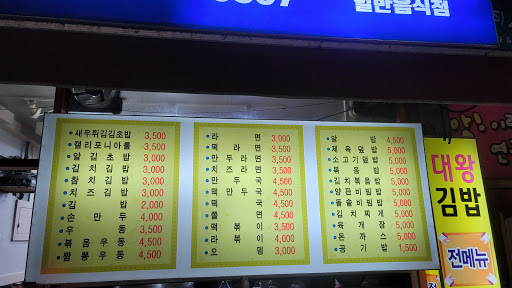 일반음식점
새우튀김김초밥 3,500
캘리포니아롤 3,500
알김초밥 3,000
김치김밥 3,000
참치김밥 3,000
치즈김밥 3,000
김밥 2,000
손만두 4,000
우동 3,500
볶음우동 4,500
짬뽕우동 4,500
라면 3,000
떡라면 3,500
만두라면 3,500
치즈라면 3,500
만두국 4,500
떡만두국 4,500
떡국 4,500
쫄면 4,500
떡볶이 3,500
라볶이 4,000
오뎅 3,000
알밥 4,500
제육덮밥 5,000
소고기덮밥 5,000
볶음밥
김치볶음밥 5,000
양판비빔밥 5,000
돌솥비빔밥 5,000
김치찌개 5,000
육개장 5,000
돈까스 5,000
공기밥 1,500
대왕
김밥
전메뉴